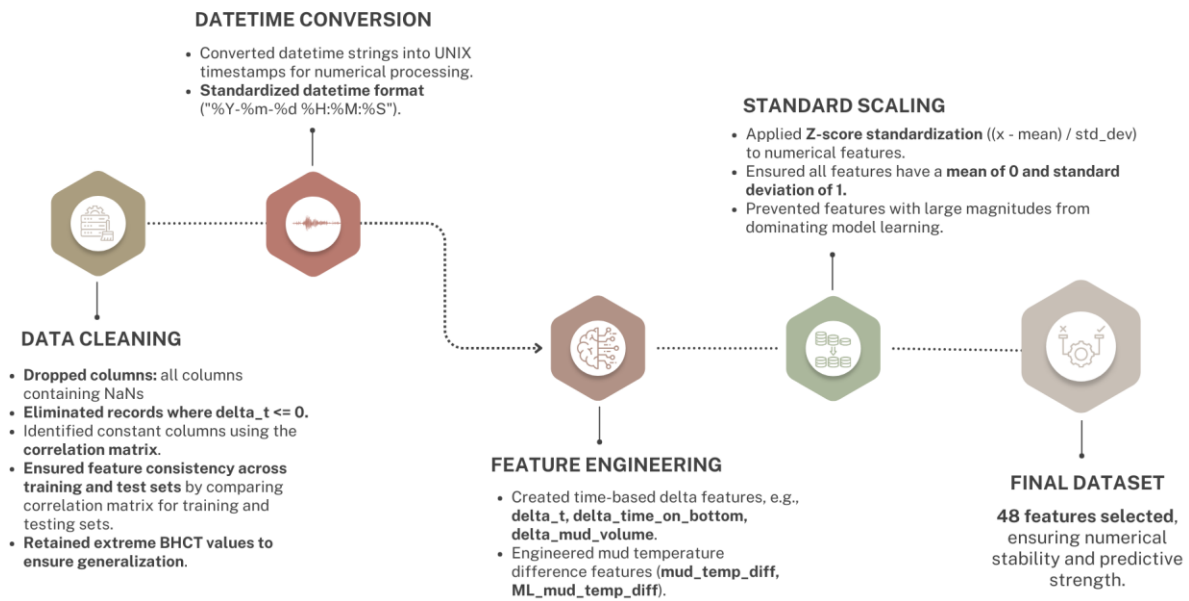 DATETIME CONVERSION
• Converted datetime strings into UNIX
timestamps for numerical processing.
• Standardized datetime format
("%Y-%m-%d %H:%M:%S").
DATA CLEANING
• Dropped columns: all columns
containing NaNs
• Eliminated records where delta_t <= 0.
• Identified constant columns using the
correlation matrix.
• Ensured feature consistency across
training and test sets by comparing
correlation matrix for training and
testing sets.
• Retained extreme BHCT values to
ensure generalization.
FEATURE ENGINEERING
• Created time-based delta features, e.g.,
delta_t, delta_time_on_bottom,
delta_mud_volume.
• Engineered mud temperature
difference features (mud_temp_diff,
ML_mud_temp_diff).
STANDARD SCALING
• Applied Z-score standardization ((x - mean) / std_dev)
to numerical features.
• Ensured all features have a mean of 0 and standard
deviation of 1.
• Prevented features with large magnitudes from
dominating model learning.
FINAL DATASET
48 features selected,
ensuring numerical
stability and predictive
strength.